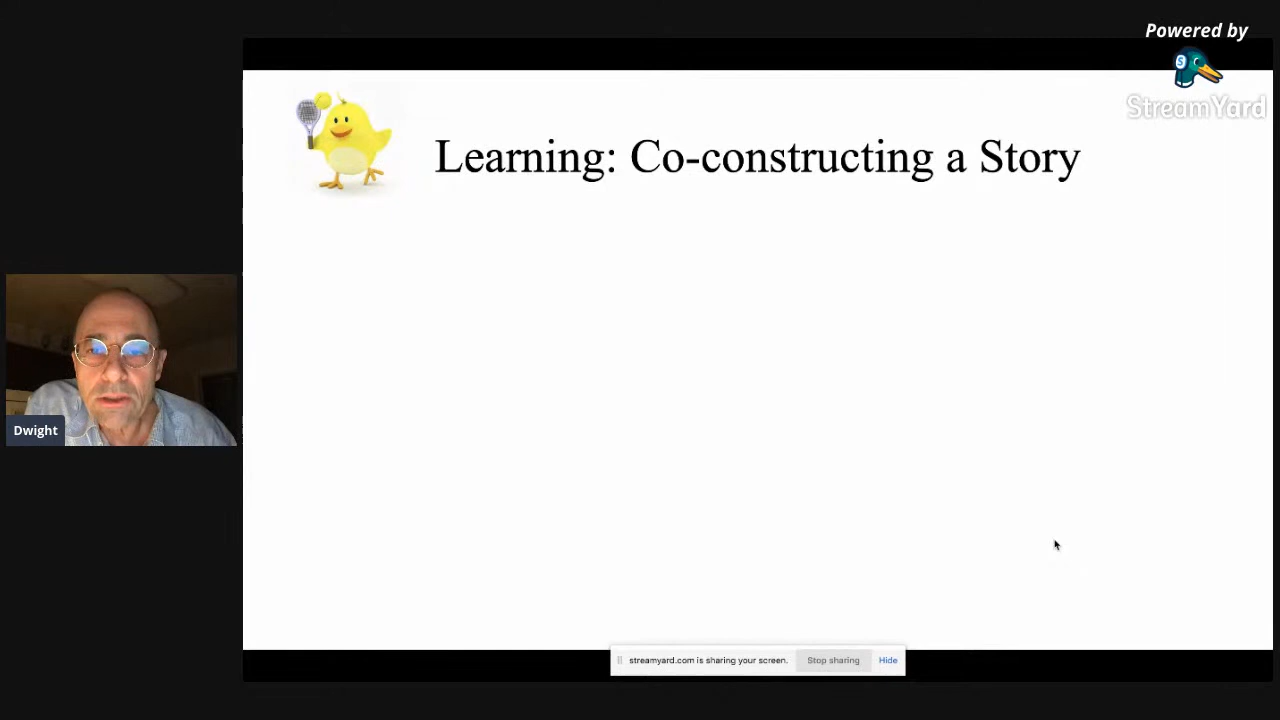 Powered by
S
StreamYard
Learning: Co-constructing a Story
Dwight
streamyard.com is sharing your screen.
Stop sharing
Hide